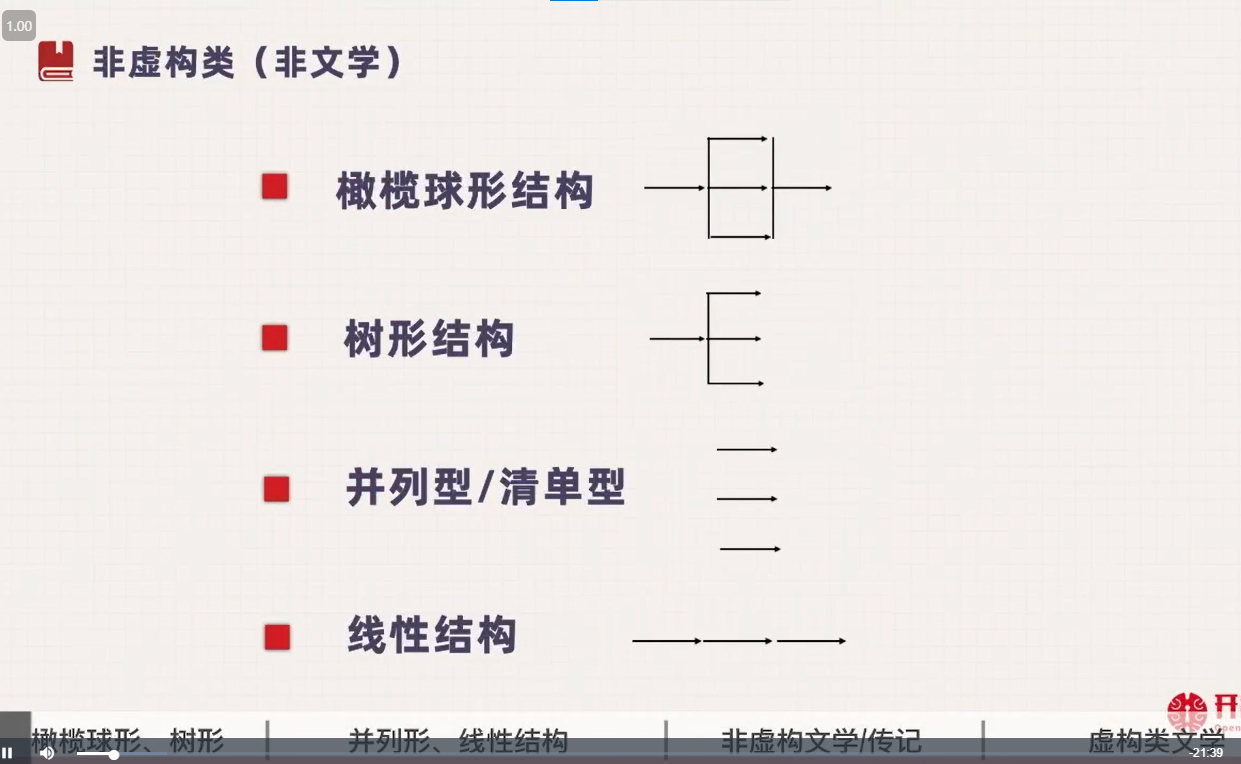 1.00
非虚构类（非文学）
橄榄球形结构
树形结构
并列型/清单型
线性结构
开
Open
橄榄球形、树形
并列形、线性结构
非虚构文学/传记
虚构类文学
-21:39